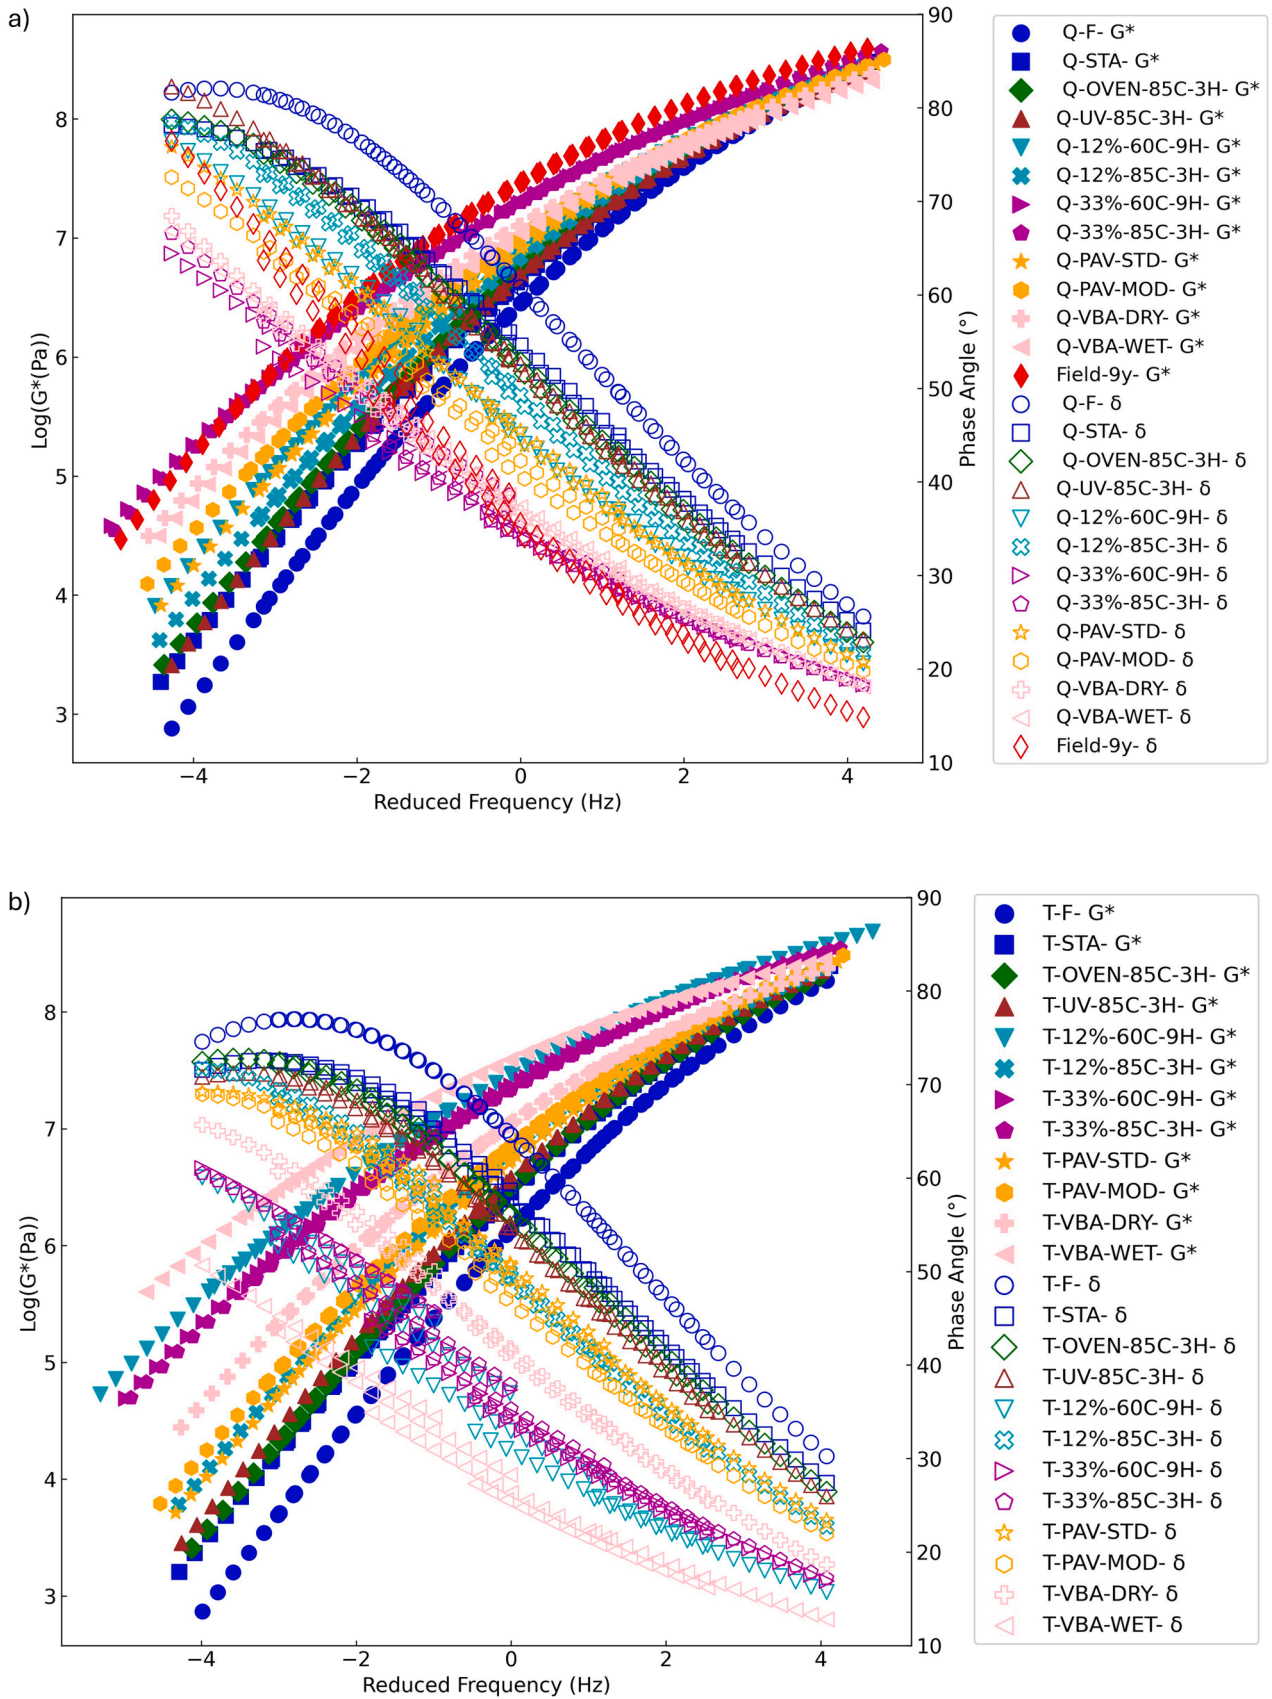 a)
90
80
70
60
50
40
30
20
10
8
7
6
5
4
3
Log(G*(Pa))
Phase Angle (°)
−4
−2
0
2
4
Reduced Frequency (Hz)
Q-F- G*
Q-STA- G*
Q-OVEN-85C-3H- G*
Q-UV-85C-3H- G*
Q-12%-60C-9H- G*
Q-12%-85C-3H- G*
Q-33%-60C-9H- G*
Q-33%-85C-3H- G*
Q-PAV-STD- G*
Q-PAV-MOD- G*
Q-VBA-DRY- G*
Q-VBA-WET- G*
Field-9y- G*
Q-F- δ
Q-STA- δ
Q-OVEN-85C-3H- δ
Q-UV-85C-3H- δ
Q-12%-60C-9H- δ
Q-12%-85C-3H- δ
Q-33%-60C-9H- δ
Q-33%-85C-3H- δ
Q-PAV-STD- δ
Q-PAV-MOD- δ
Q-VBA-DRY- δ
Q-VBA-WET- δ
Field-9y- δ
b)
90
80
70
60
50
40
30
20
10
8
7
6
5
4
3
Log(G*(Pa))
Phase Angle (°)
−4
−2
0
2
4
Reduced Frequency (Hz)
T-F- G*
T-STA- G*
T-OVEN-85C-3H- G*
T-UV-85C-3H- G*
T-12%-60C-9H- G*
T-12%-85C-3H- G*
T-33%-60C-9H- G*
T-33%-85C-3H- G*
T-PAV-STD- G*
T-PAV-MOD- G*
T-VBA-DRY- G*
T-VBA-WET- G*
T-F- δ
T-STA- δ
T-OVEN-85C-3H- δ
T-UV-85C-3H- δ
T-12%-60C-9H- δ
T-12%-85C-3H- δ
T-33%-60C-9H- δ
T-33%-85C-3H- δ
T-PAV-STD- δ
T-PAV-MOD- δ
T-VBA-DRY- δ
T-VBA-WET- δ